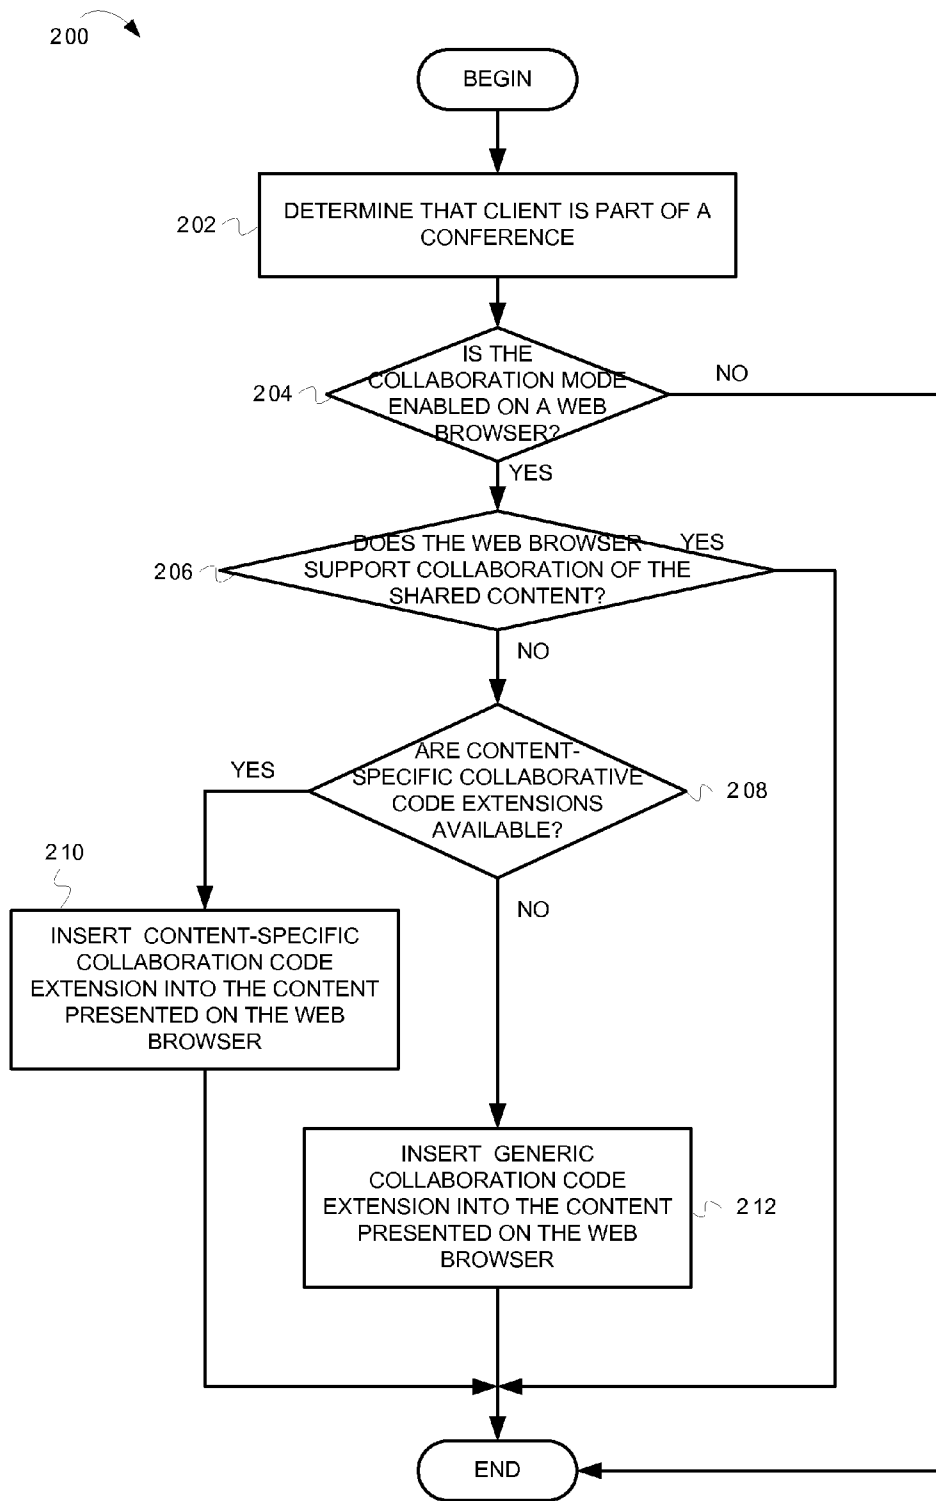 200
BEGIN
202
DETERMINE THAT CLIENT IS PART OF A
CONFERENCE
204
IS THE
COLLABORATION MODE
ENABLED ON A WEB
BROWSER?
NO
YES
206
DOES THE WEB BROWSER
SUPPORT COLLABORATION OF THE
SHARED CONTENT?
YES
NO
ARE CONTENT-
SPECIFIC COLLABORATIVE
CODE EXTENSIONS
AVAILABLE?
208
YES
NO
210
INSERT CONTENT-SPECIFIC
COLLABORATION CODE
EXTENSION INTO THE CONTENT
PRESENTED ON THE WEB
BROWSER
INSERT GENERIC
COLLABORATION CODE
EXTENSION INTO THE CONTENT
PRESENTED ON THE WEB
BROWSER
212
END